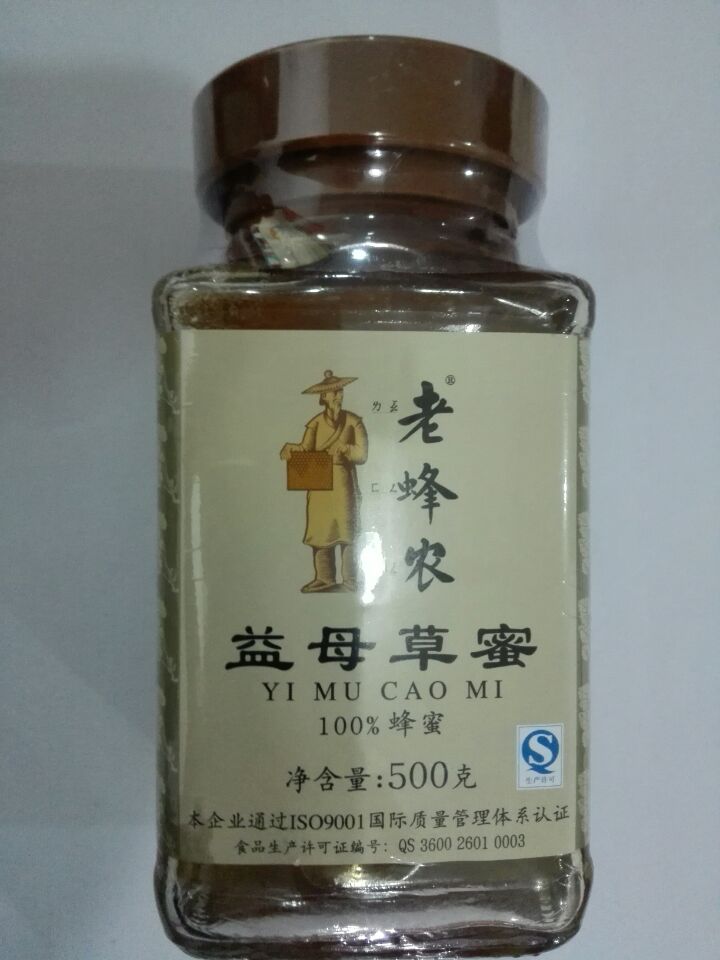 老蜂农®
ㄌㄠ
ㄈㄥ
益母草蜜
YI MU CAO MI
100%蜂蜜
净含量:500克
生产许可
本企业通过ISO9001国际质量管理体系认证
食品生产许可证编号: QS 3600 2601 0003